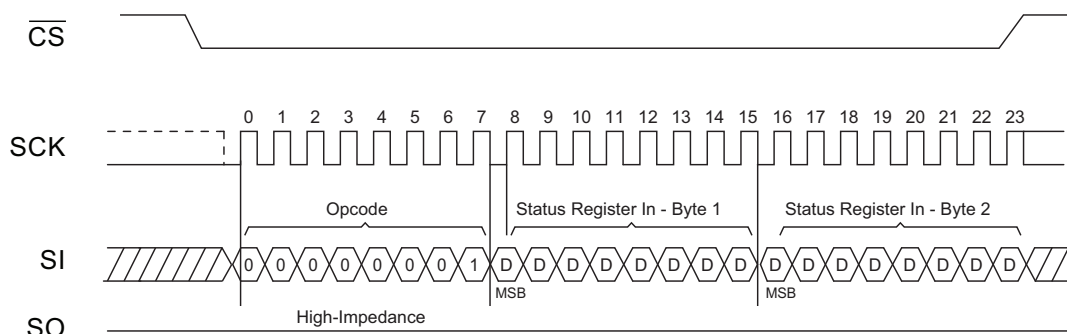 CS
0 1 2 3 4 5 6 7 8 9 10 11 12 13 14 15 16 17 18 19 20 21 22 23
SCK
Opcode Status Register In - Byte 1 Status Register In - Byte 2
SI 0 0 0 0 0 0 0 1 D D D D D D D D D D D D D D D D
MSB MSB
High-Impedance
SO